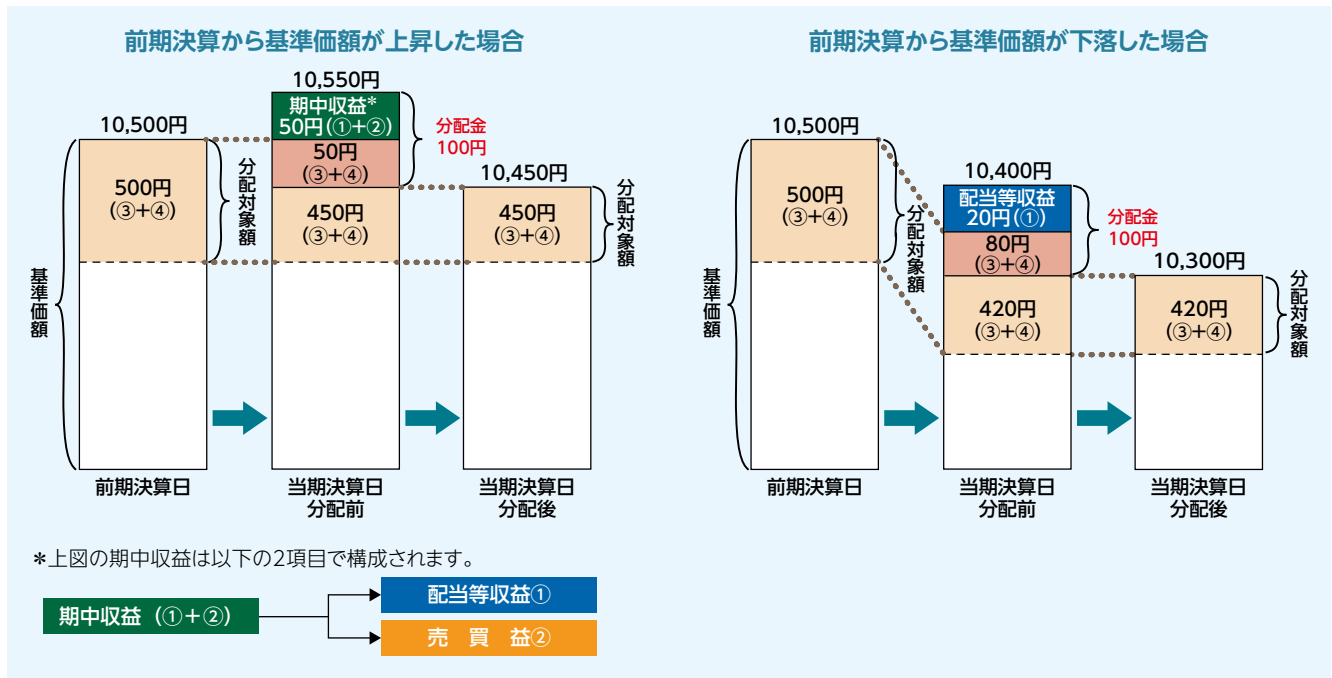 前期決算から基準価額が上昇した場合
10,500円
500円
(③+④)
分配対象額
基準価額
前期決算日
10,550円
期中収益*
50円(①+②)
50円
(③+④)
450円
(③+④)
分配金
100円
当期決算日
分配前
10,450円
450円
(③+④)
分配対象額
当期決算日
分配後
前期決算から基準価額が下落した場合
10,500円
500円
(③+④)
分配対象額
基準価額
前期決算日
10,400円
配当等収益
20円(①)
80円
(③+④)
420円
(③+④)
分配金
100円
当期決算日
分配前
10,300円
420円
(③+④)
分配対象額
当期決算日
分配後
*上図の期中収益は以下の2項目で構成されます。
期中収益 (①+②)
配当等収益①
売 買 益②